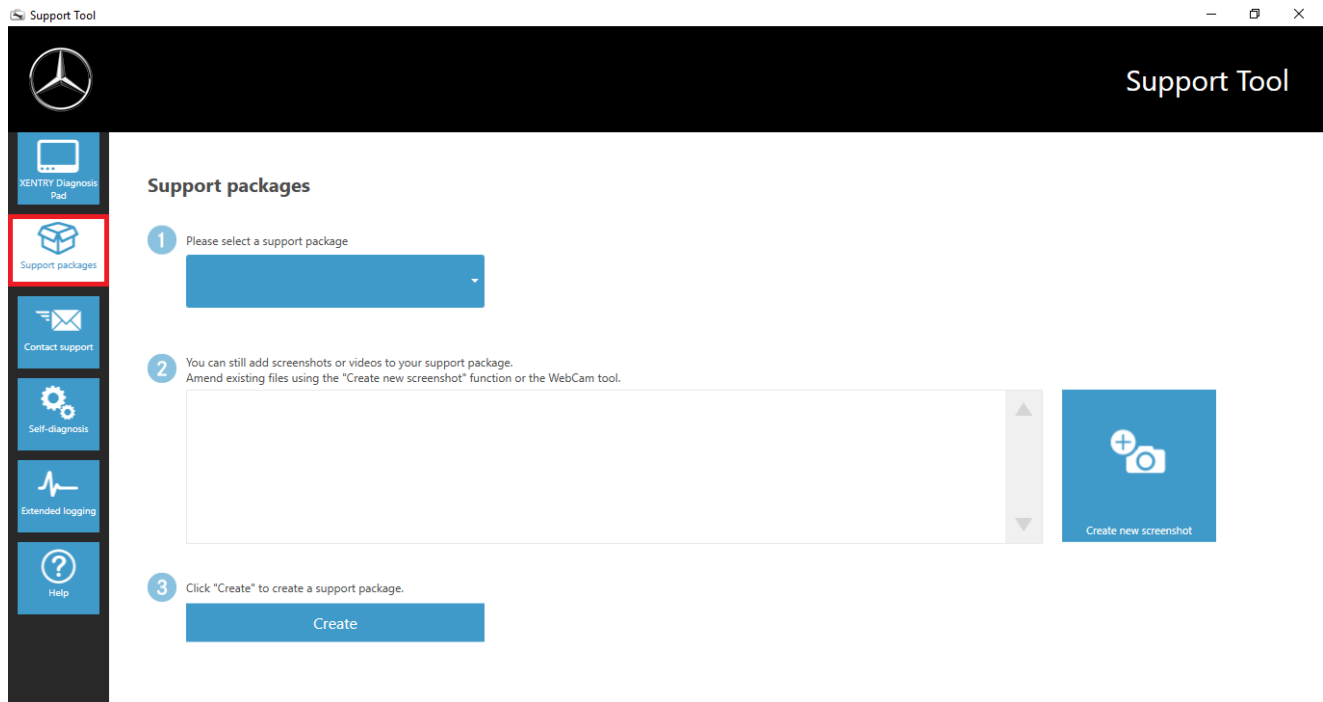 Support Tool
Support Tool
XENTRY Diagnosis
Pad
Support packages
Contact support
Self-diagnosis
Extended logging
Help
Support packages
1
Please select a support package
2
You can still add screenshots or videos to your support package.
Amend existing files using the "Create new screenshot" function or the WebCam tool.
Create new screenshot
3
Click "Create" to create a support package.
Create